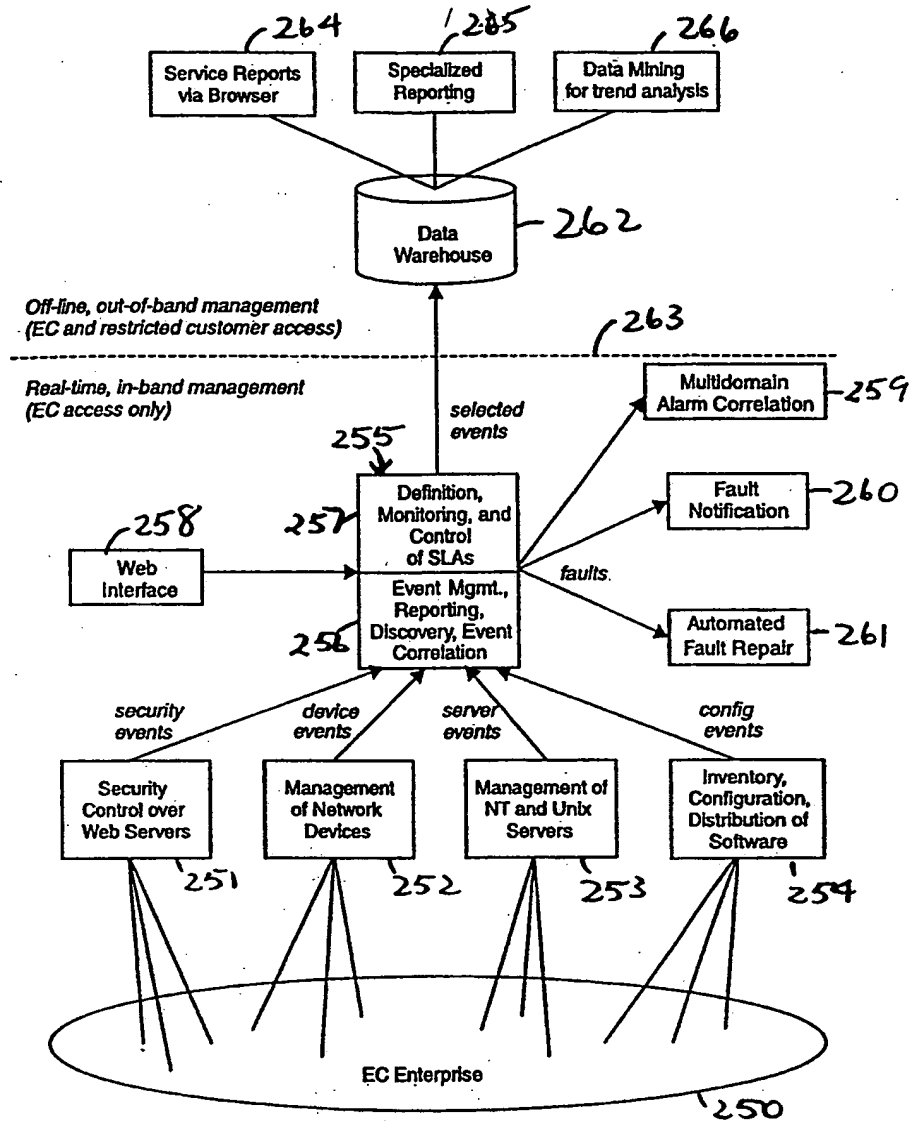 264
265
266
Service Reports
via Browser
Specialized
Reporting
Data Mining
for trend analysis
Data
Warehouse
262
Off-line, out-of-band management
(EC and restricted customer access)
263
Real-time, in-band management
(EC access only)
selected
events
Multidomain
Alarm Correlation
259
255
257
Definition,
Monitoring, and
Control
of SLAs
Fault
Notification
260
258
Web
Interface
faults
256
Event Mgmt.,
Reporting,
Discovery, Event
Correlation
Automated
Fault Repair
261
security
events
device
events
server
events
config
events
Security
Control over
Web Servers
Management
of Network
Devices
Management of
NT and Unix
Servers
Inventory,
Configuration,
Distribution of
Software
251
252
253
254
EC Enterprise
250